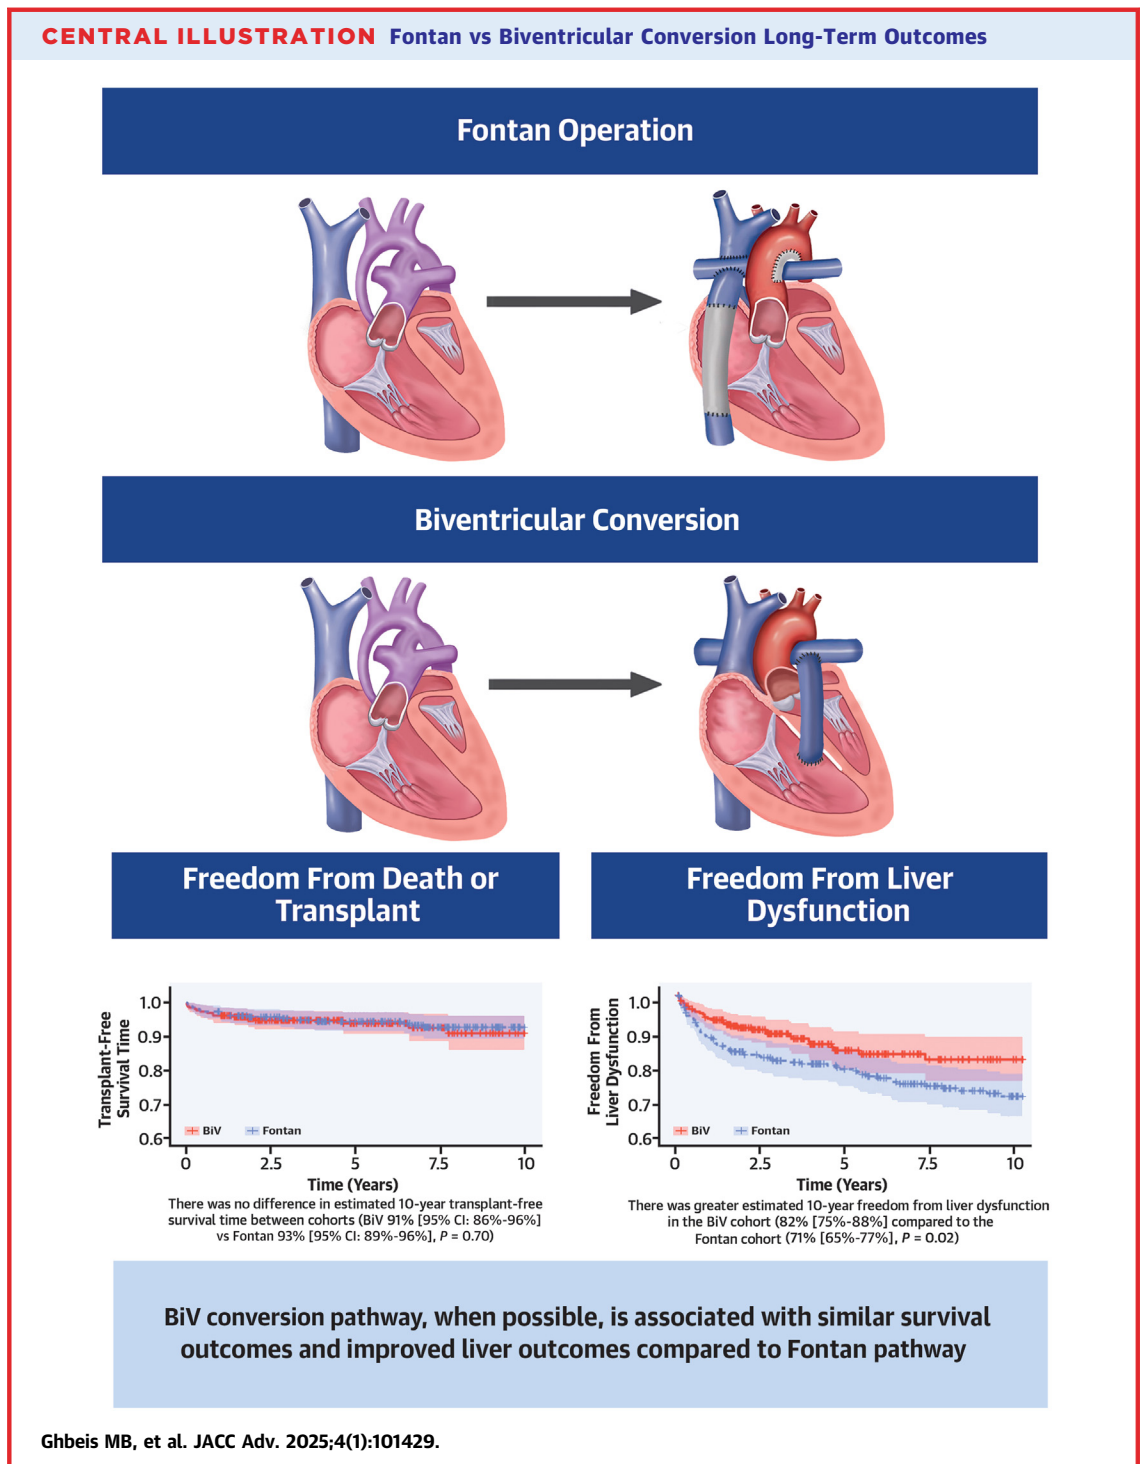 CENTRAL ILLUSTRATION Fontan vs Biventricular Conversion Long-Term Outcomes
Fontan Operation
Biventricular Conversion
Freedom From Death or
Transplant
Transplant-Free
Survival Time
1.0
0.9
0.8
0.7
0.6
BiV
Fontan
0
2.5
5
7.5
10
Time (Years)
There was no difference in estimated 10-year transplant-free
survival time between cohorts (BiV 91% [95% CI: 86%-96%]
vs Fontan 93% [95% CI: 89%-96%], P = 0.70)
Freedom From Liver
Dysfunction
Freedom From
Liver Dysfunction
1.0
0.9
0.8
0.7
0.6
BiV
Fontan
0
2.5
5
7.5
10
Time (Years)
There was greater estimated 10-year freedom from liver dysfunction
in the BiV cohort (82% [75%-88%] compared to the
Fontan cohort (71% [65%-77%], P = 0.02)
BiV conversion pathway, when possible, is associated with similar survival
outcomes and improved liver outcomes compared to Fontan pathway
Ghbeis MB, et al. JACC Adv. 2025;4(1):101429.